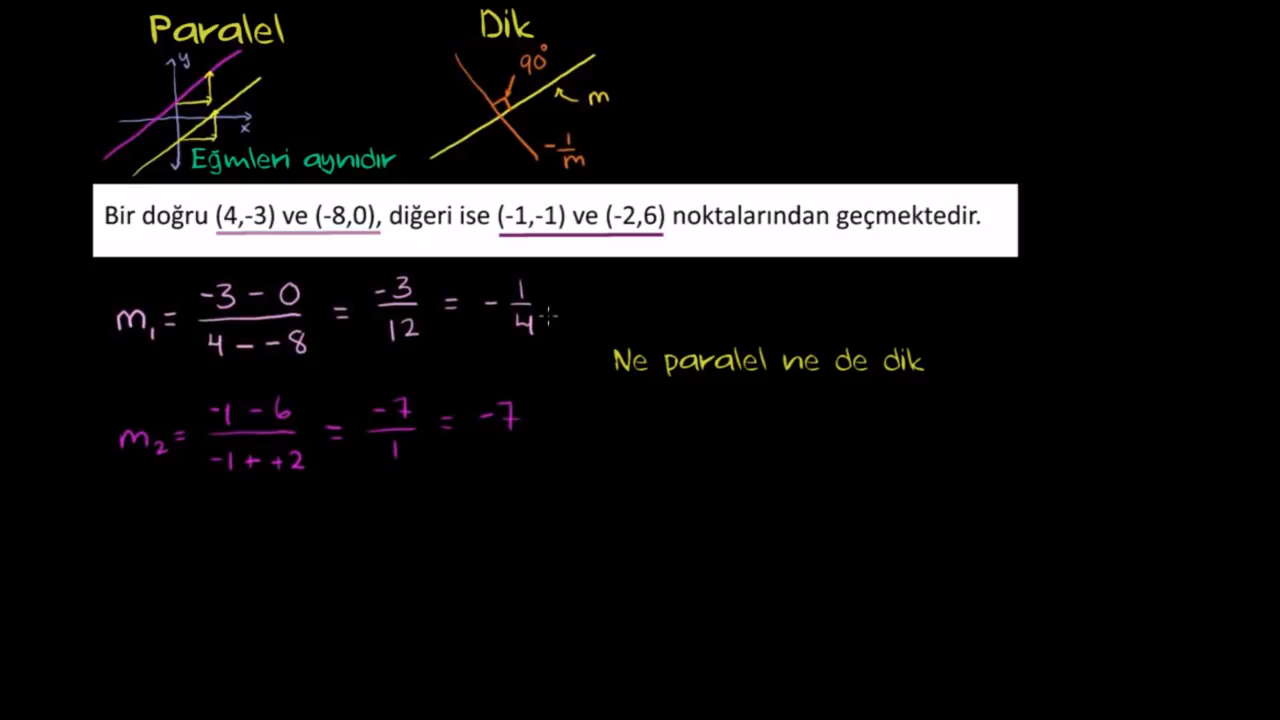 Paralel
Dik
y
x
90°
m
-1/m
Eğmleri aynıdır
Bir doğru (4,-3) ve (-8,0), diğeri ise (-1,-1) ve (-2,6) noktalarından geçmektedir.
m₁ = (-3 - 0)/(4 - -8) = -3/12 = -1/4
Ne paralel ne de dik
m₂ = (-1 - 6)/(-1 + +2) = -7/1 = -7